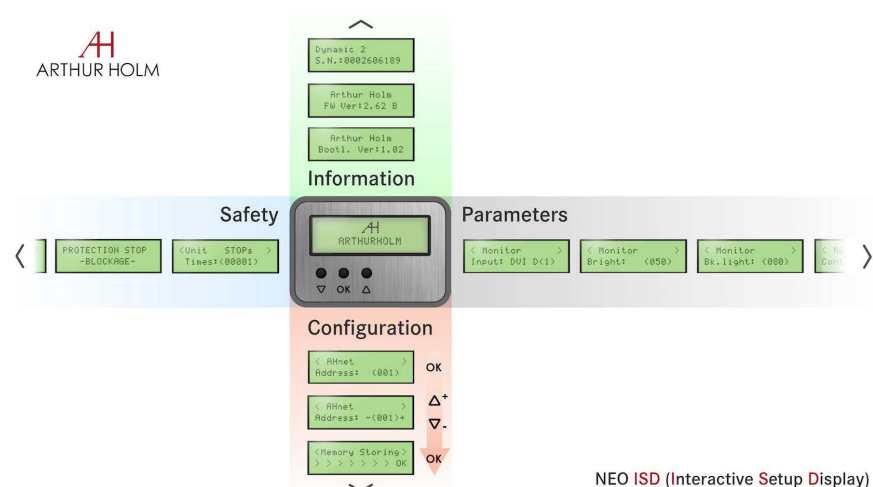 AH
ARTHUR HOLM
Dynamic 2
S.N.:0002606189
Arthur Holm
FW Ver:2.62 B
Arthur Holm
Bootl. Ver:1.02
Information
Safety
Parameters
PROTECTION STOP
-BLOCKAGE-
<Unit STOPs >
Times:(00001)
AH
ARTHURHOLM
▽ OK △
< Monitor >
Input: DVI D(1)
< Monitor >
Bright: (050)
< Monitor >
Bk.light: (080)
Configuration
< AHnet >
Address: (001)
OK
< AHnet >
Address: -(001)+
△+
▽-
<Memory Storing>
> > > > > > > OK
OK
NEO ISD (Interactive Setup Display)